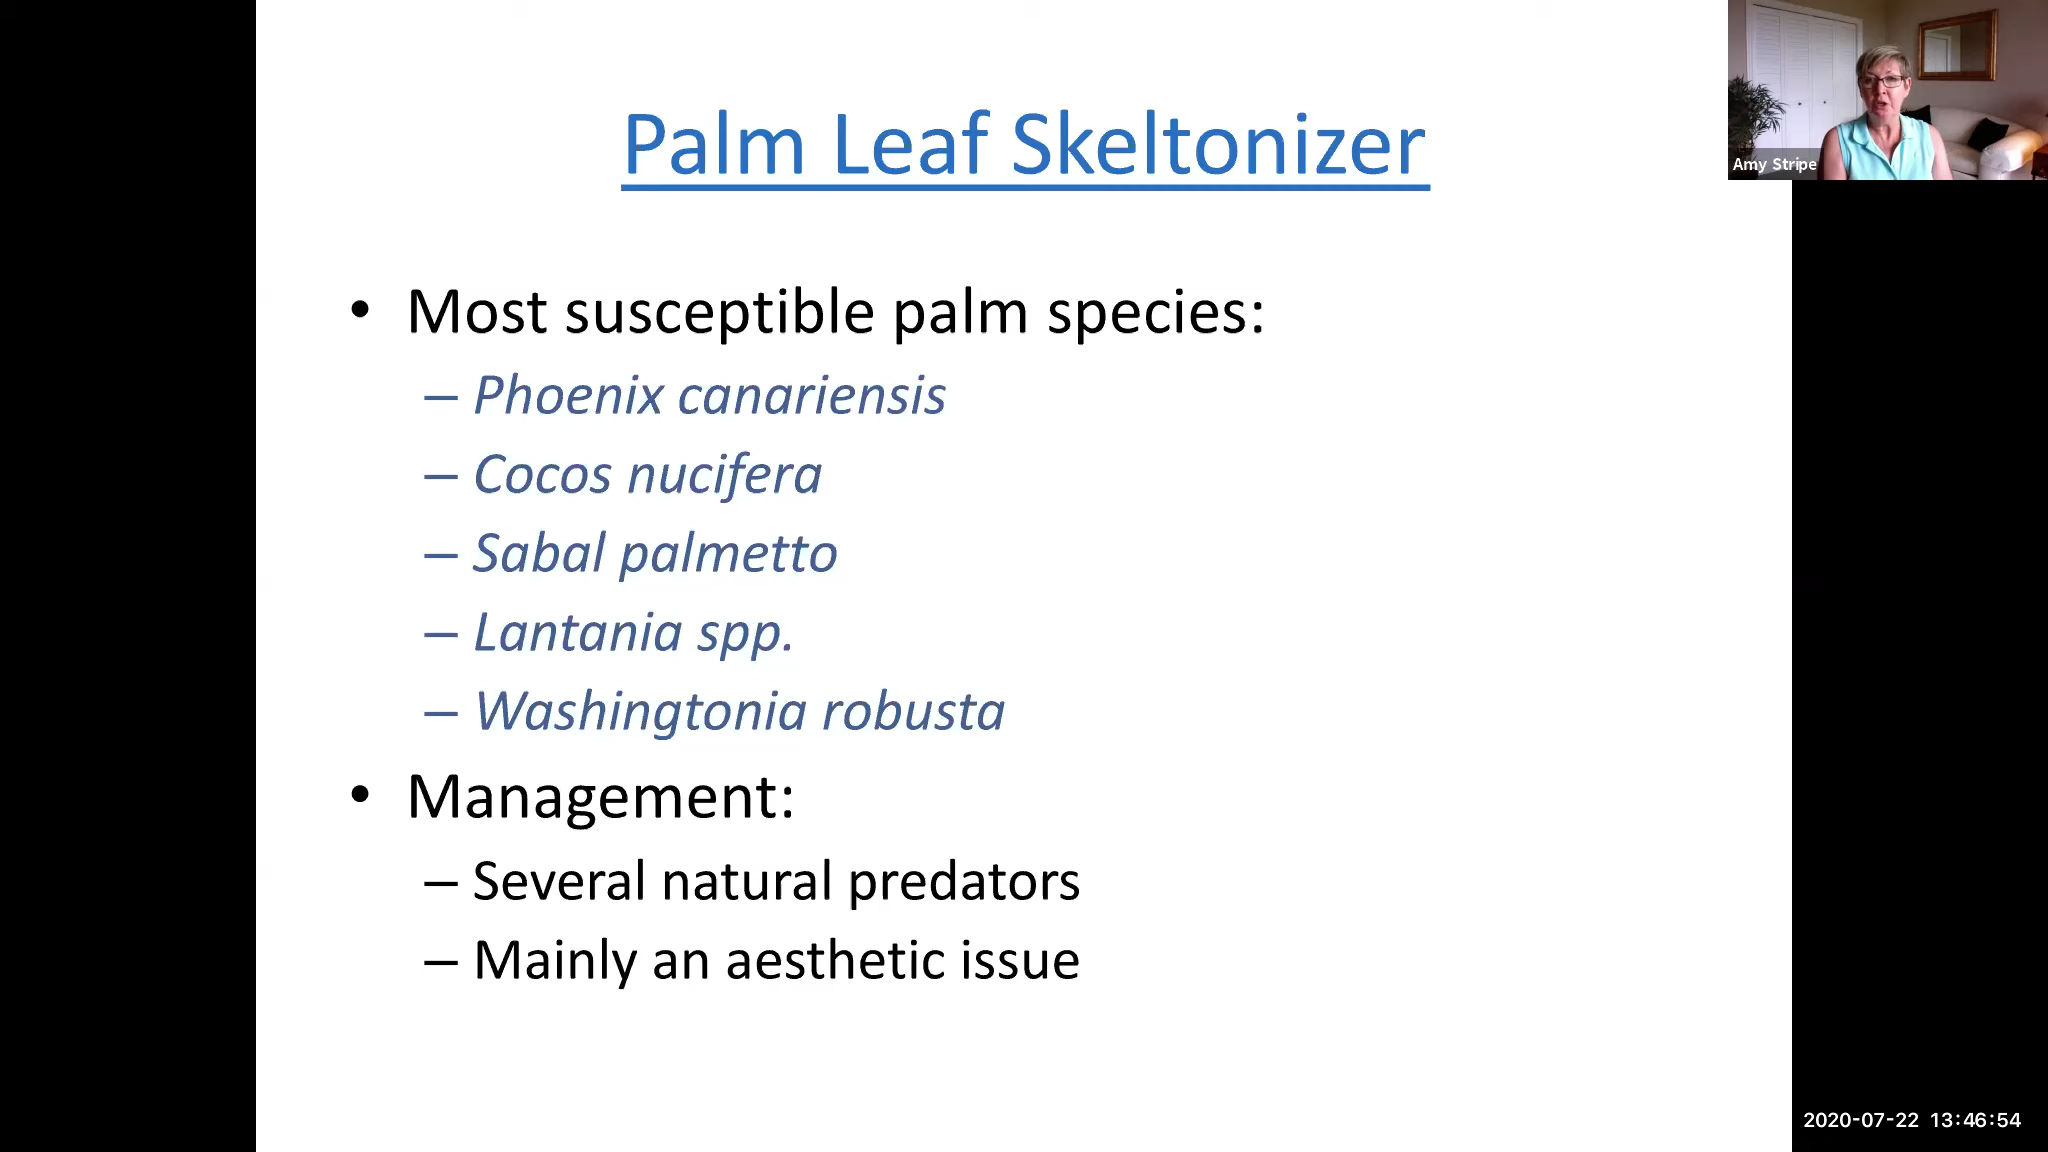 Palm Leaf Skeltonizer
Amy Stripe
• Most susceptible palm species:
– Phoenix canariensis
– Cocos nucifera
– Sabal palmetto
– Lantania spp.
– Washingtonia robusta
• Management:
– Several natural predators
– Mainly an aesthetic issue
2020-07-22 13:46:54